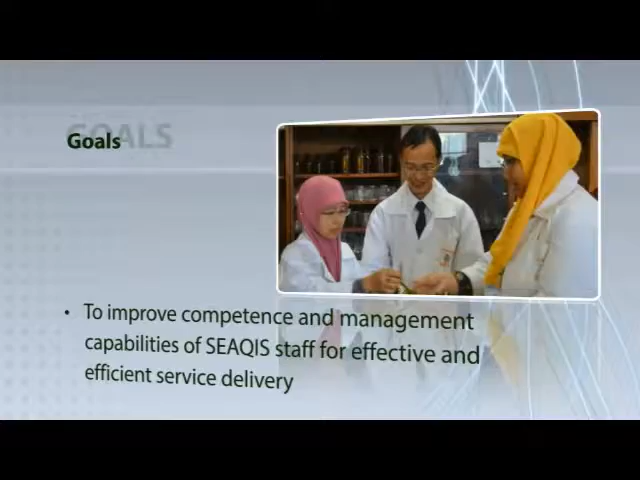 GOALS
Goals
• To improve competence and management
capabilities of SEAQIS staff for effective and
efficient service delivery